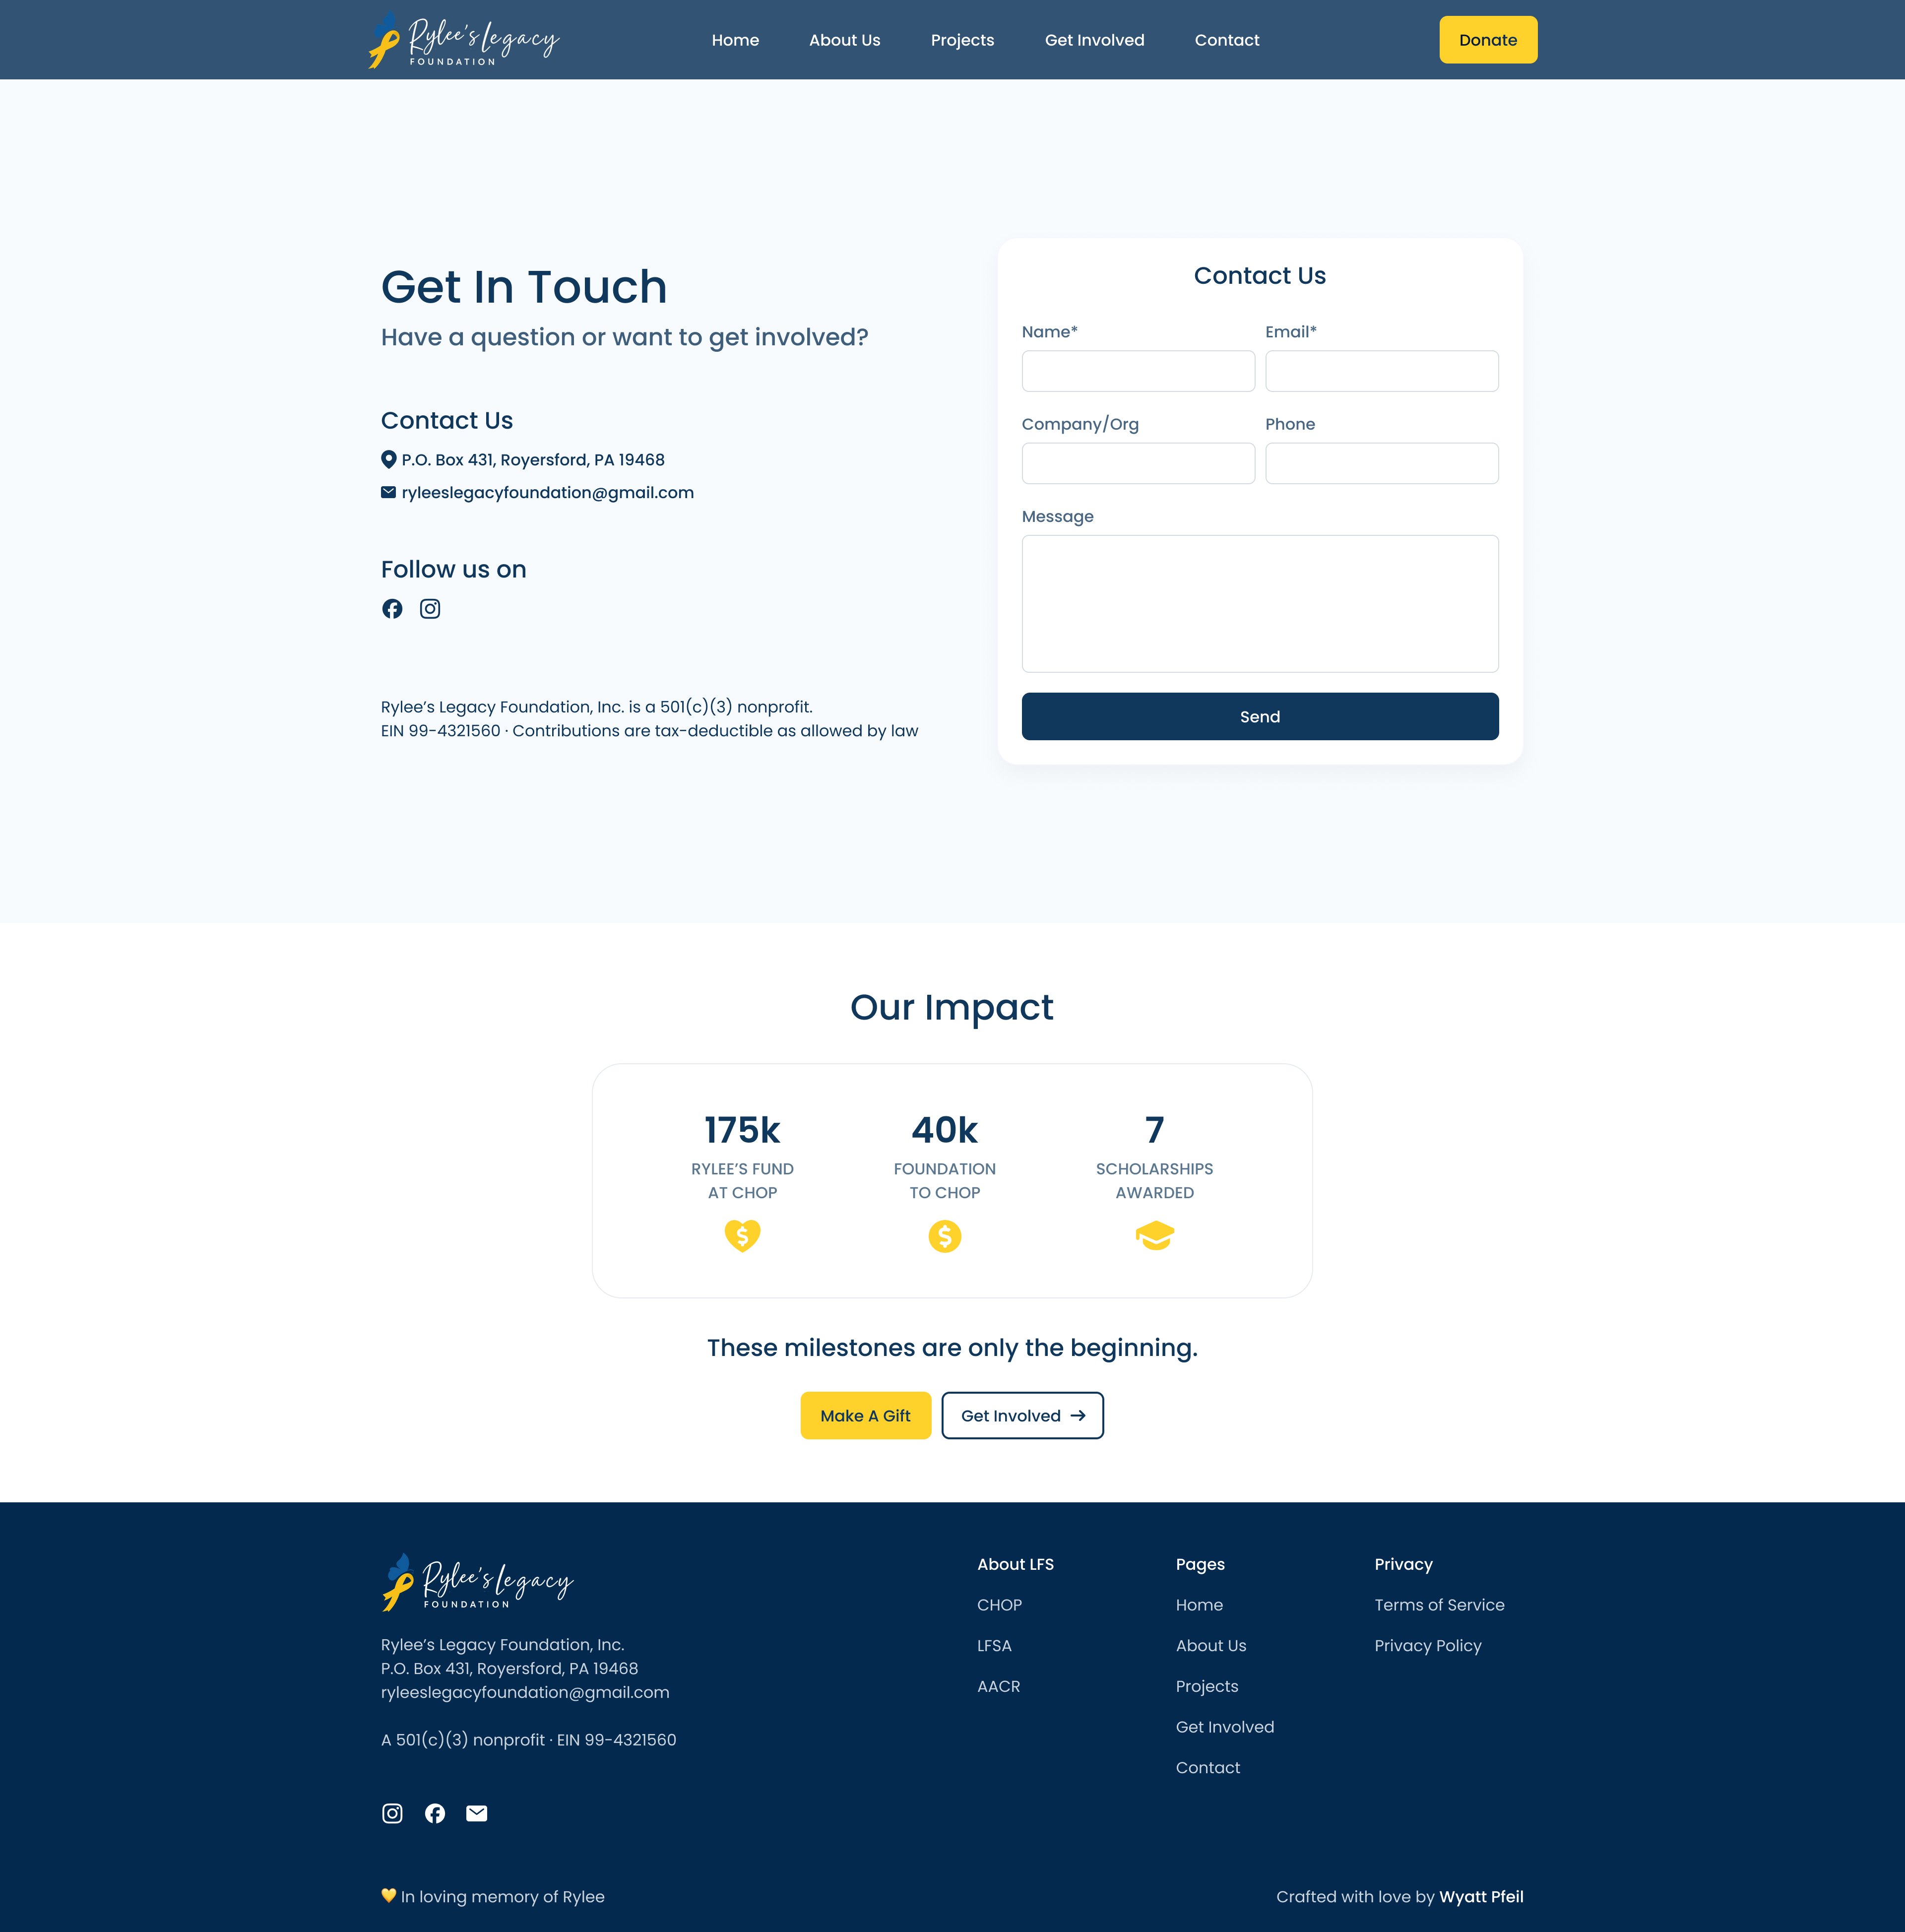 Rylee's Legacy
FOUNDATION
Home
About Us
Projects
Get Involved
Contact
Donate
Get In Touch
Have a question or want to get involved?
Contact Us
P.O. Box 431, Royersford, PA 19468
ryleeslegacyfoundation@gmail.com
Follow us on
Rylee’s Legacy Foundation, Inc. is a 501(c)(3) nonprofit.
EIN 99-4321560 · Contributions are tax-deductible as allowed by law
Contact Us
Name*
Email*
Company/Org
Phone
Message
Send
Our Impact
175k
RYLEE’S FUND
AT CHOP
40k
FOUNDATION
TO CHOP
7
SCHOLARSHIPS
AWARDED
These milestones are only the beginning.
Make A Gift
Get Involved →
Rylee's Legacy
FOUNDATION
Rylee’s Legacy Foundation, Inc.
P.O. Box 431, Royersford, PA 19468
ryleeslegacyfoundation@gmail.com
A 501(c)(3) nonprofit · EIN 99-4321560
About LFS
CHOP
LFSA
AACR
Pages
Home
About Us
Projects
Get Involved
Contact
Privacy
Terms of Service
Privacy Policy
💛 In loving memory of Rylee
Crafted with love by Wyatt Pfeil